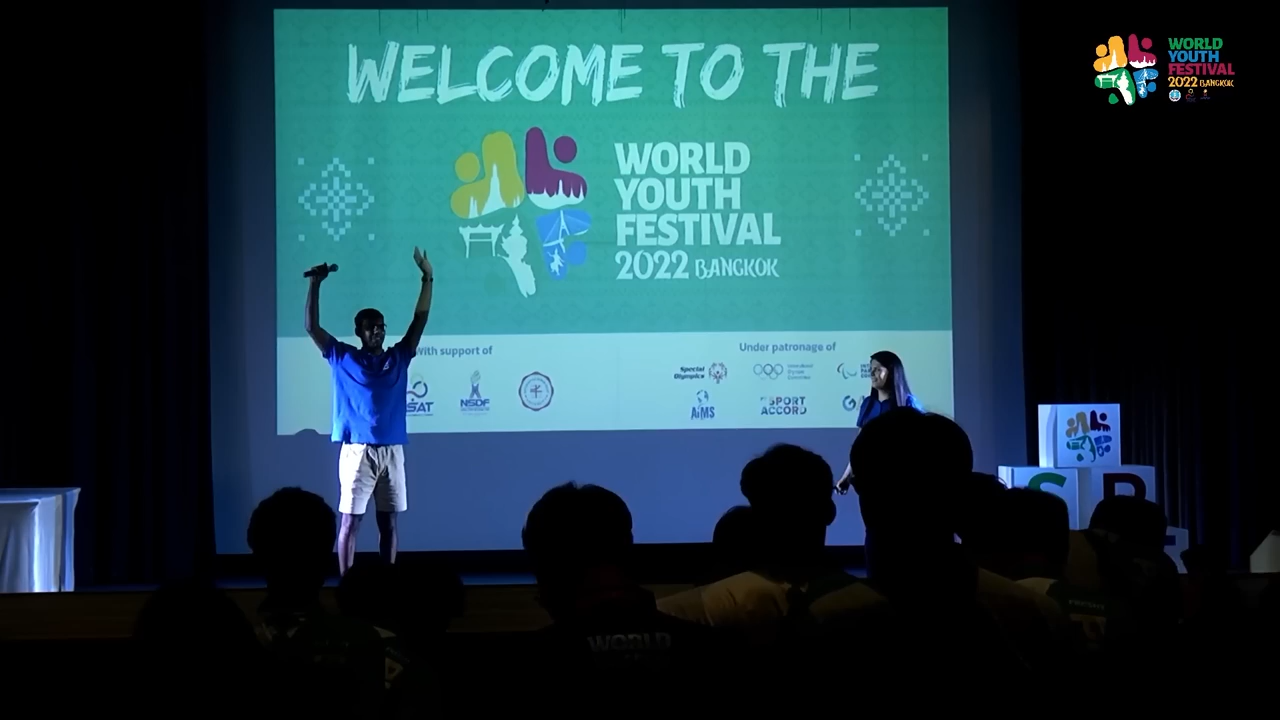 WELCOME TO THE
WORLD
YOUTH
FESTIVAL
2022 BANGKOK
With support of
Under patronage of
Special
Olympics
SAT
NSDF
AIMS
SPORT
ACCORD
WORLD
YOUTH
FESTIVAL
2022 BANGKOK
S
WORLD